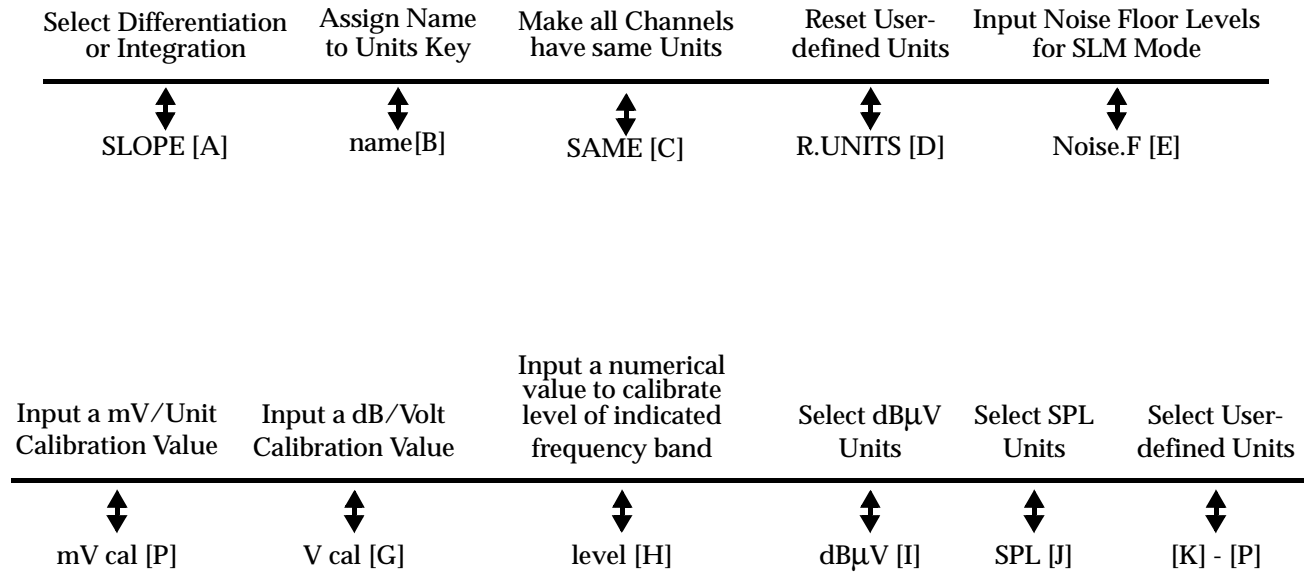 Select Differentiation
or Integration
Assign Name
to Units Key
Make all Channels
have same Units
Reset User-
defined Units
Input Noise Floor Levels
for SLM Mode
SLOPE [A]
name[B]
SAME [C]
R.UNITS [D]
Noise.F [E]
Input a mV/Unit
Calibration Value
Input a dB/Volt
Calibration Value
Input a numerical
value to calibrate
level of indicated
frequency band
Select dBμV
Units
Select SPL
Units
Select User-
defined Units
mV cal [P]
V cal [G]
level [H]
dBμV [I]
SPL [J]
[K] - [P]